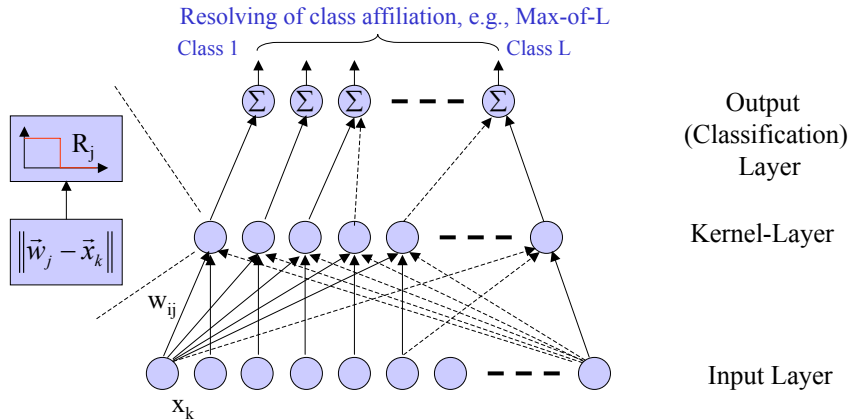 Resolving of class affiliation, e.g., Max-of-L
Class 1
Class L
Σ Σ Σ Σ
Output
(Classification)
Layer
R_j
‖w⃗_j − x⃗_k‖
Kernel-Layer
w_ij
Input Layer
x_k